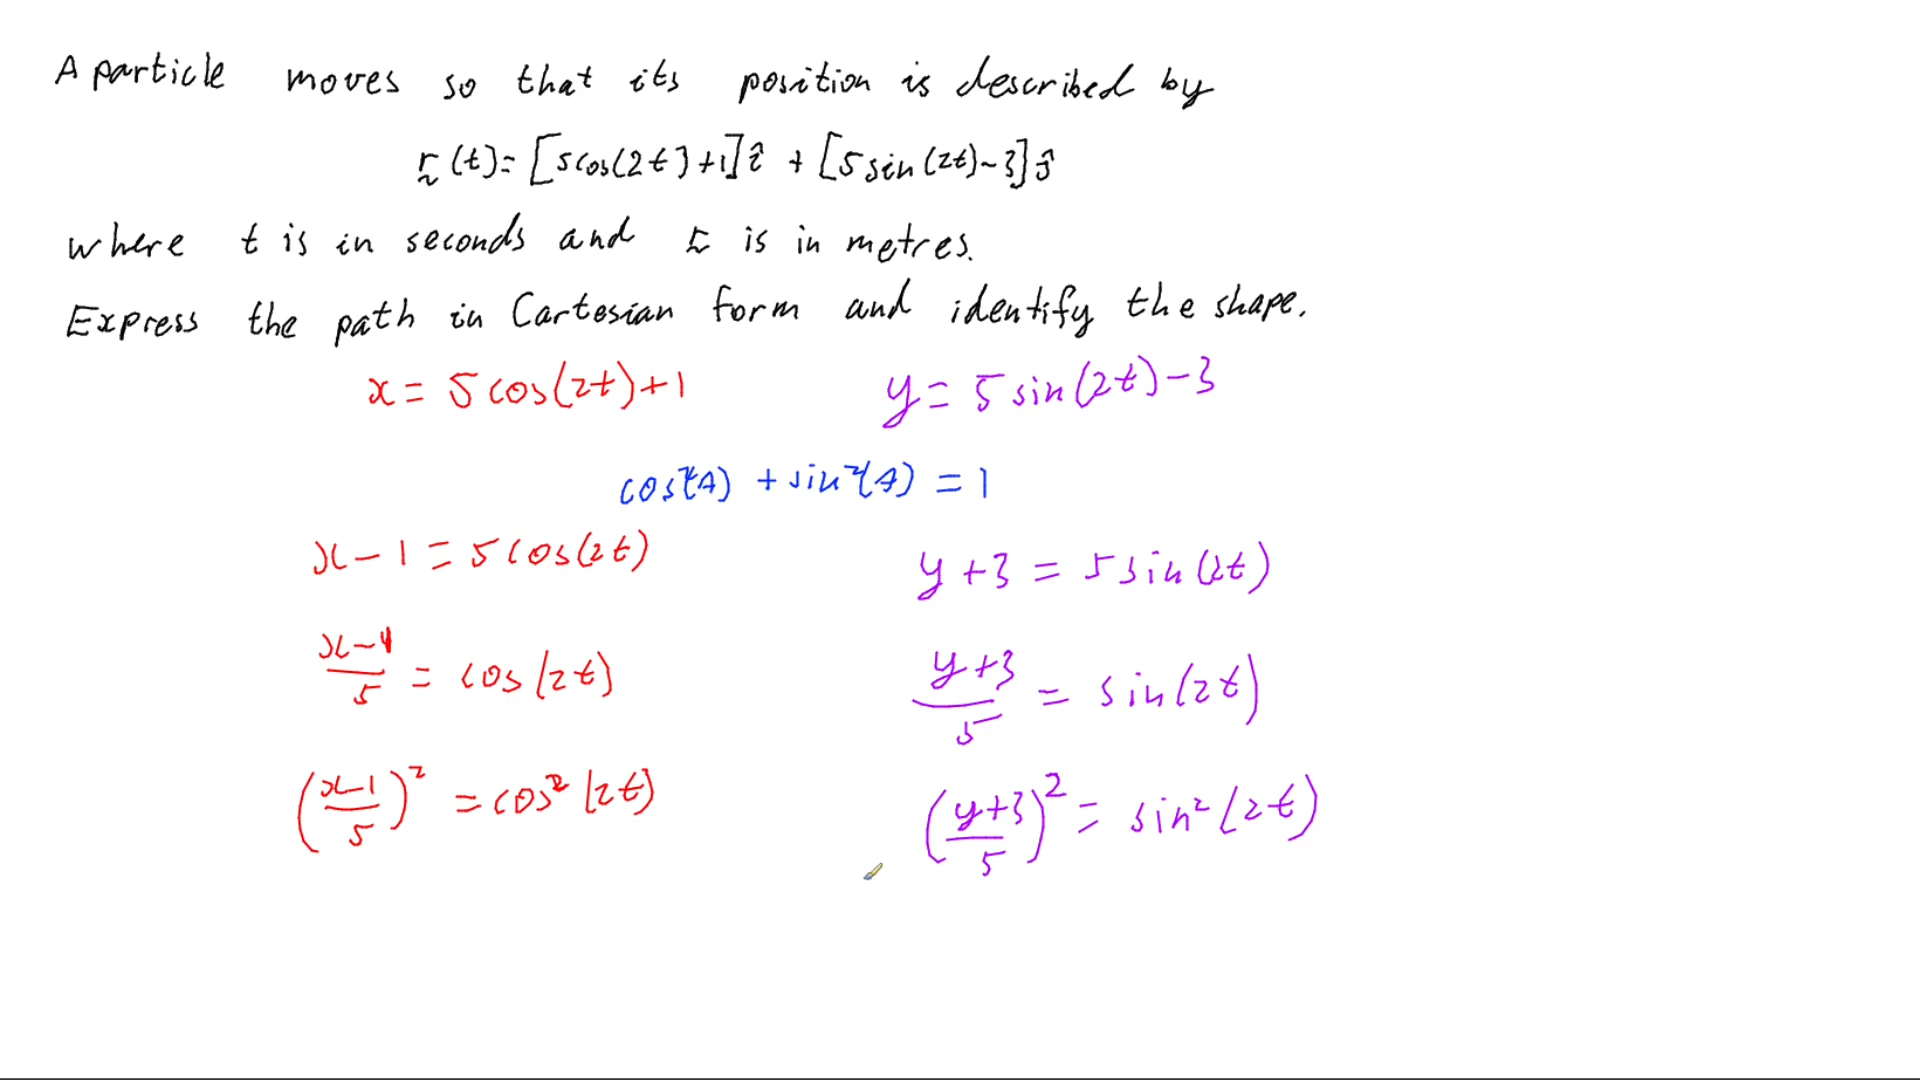 A particle moves so that its position is described by
r̰(t)=[5cos(2t)+1]î + [5sin(2t)-3]ĵ
where t is in seconds and r̰ is in metres.
Express the path in Cartesian form and identify the shape.
x = 5cos(2t)+1 y = 5sin(2t)-3
cos²(A) + sin²(A) = 1
x-1 = 5cos(2t) y+3 = 5sin(2t)
(x-1)/5 = cos(2t) (y+3)/5 = sin(2t)
((x-1)/5)² = cos²(2t) ((y+3)/5)² = sin²(2t)